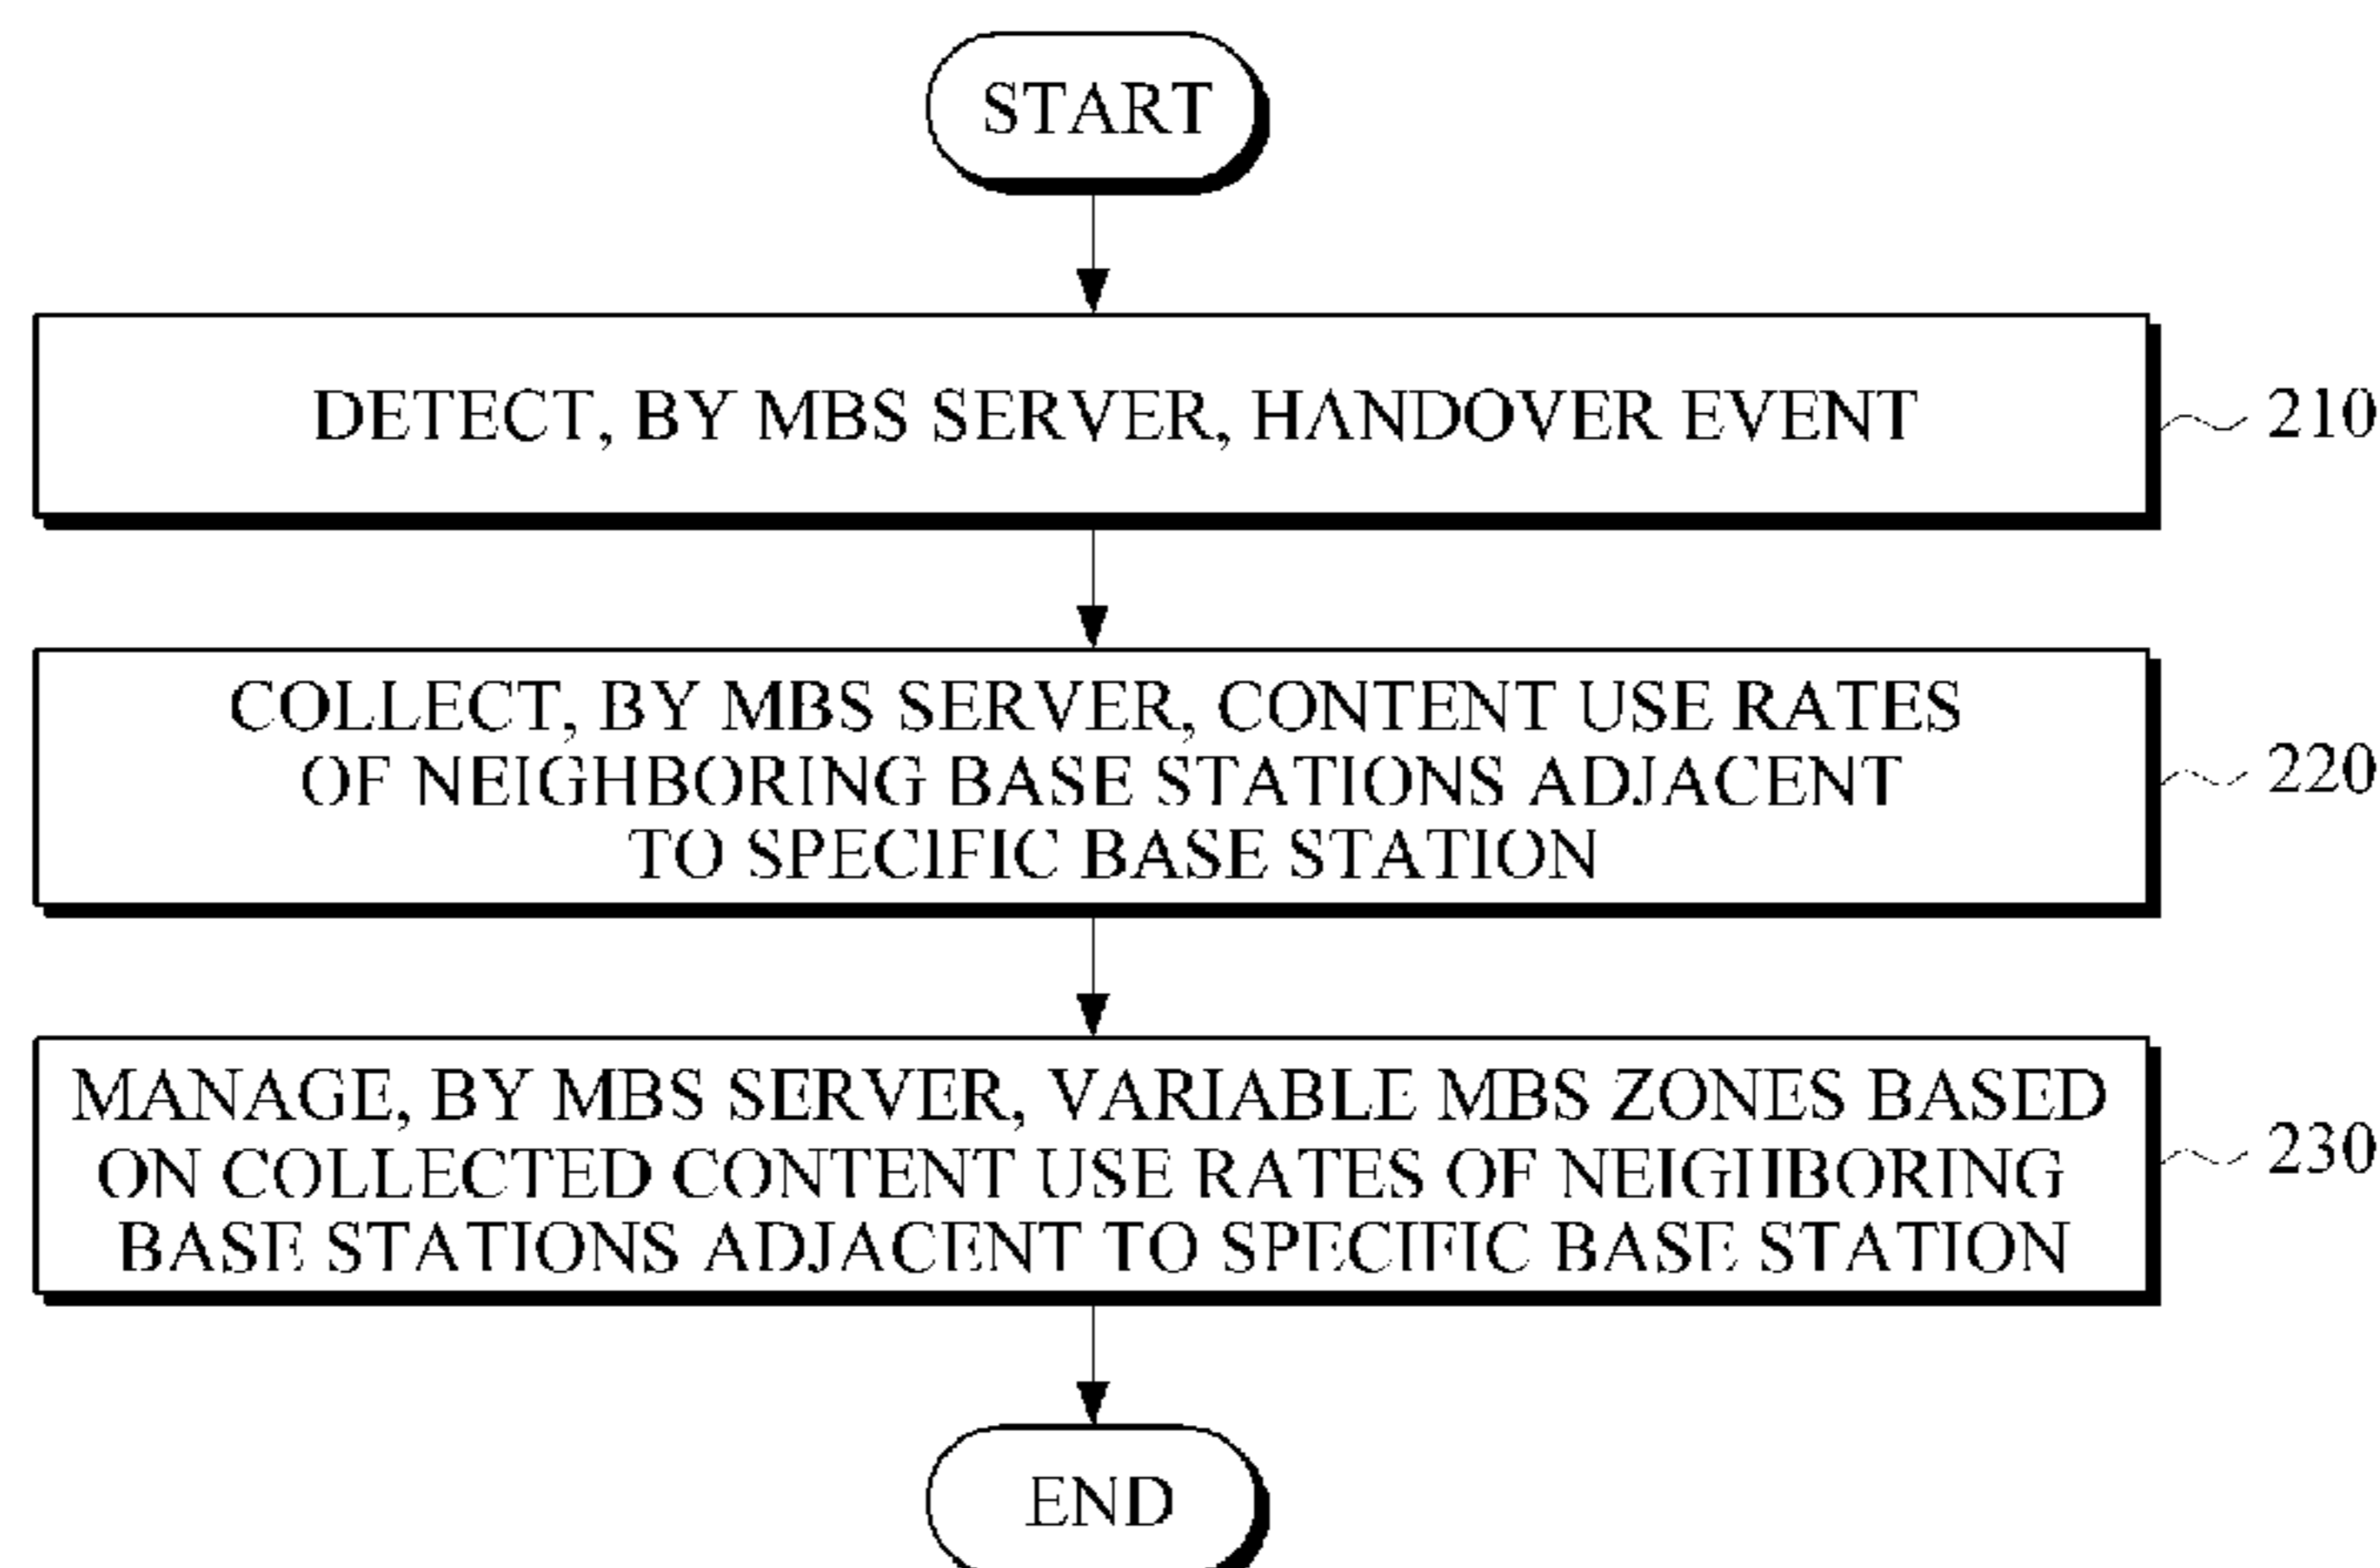 START
DETECT, BY MBS SERVER, HANDOVER EVENT
210
COLLECT, BY MBS SERVER, CONTENT USE RATES
OF NEIGHBORING BASE STATIONS ADJACENT
TO SPECIFIC BASE STATION
220
MANAGE, BY MBS SERVER, VARIABLE MBS ZONES BASED
ON COLLECTED CONTENT USE RATES OF NEIGHBORING
BASE STATIONS ADJACENT TO SPECIFIC BASE STATION
230
END